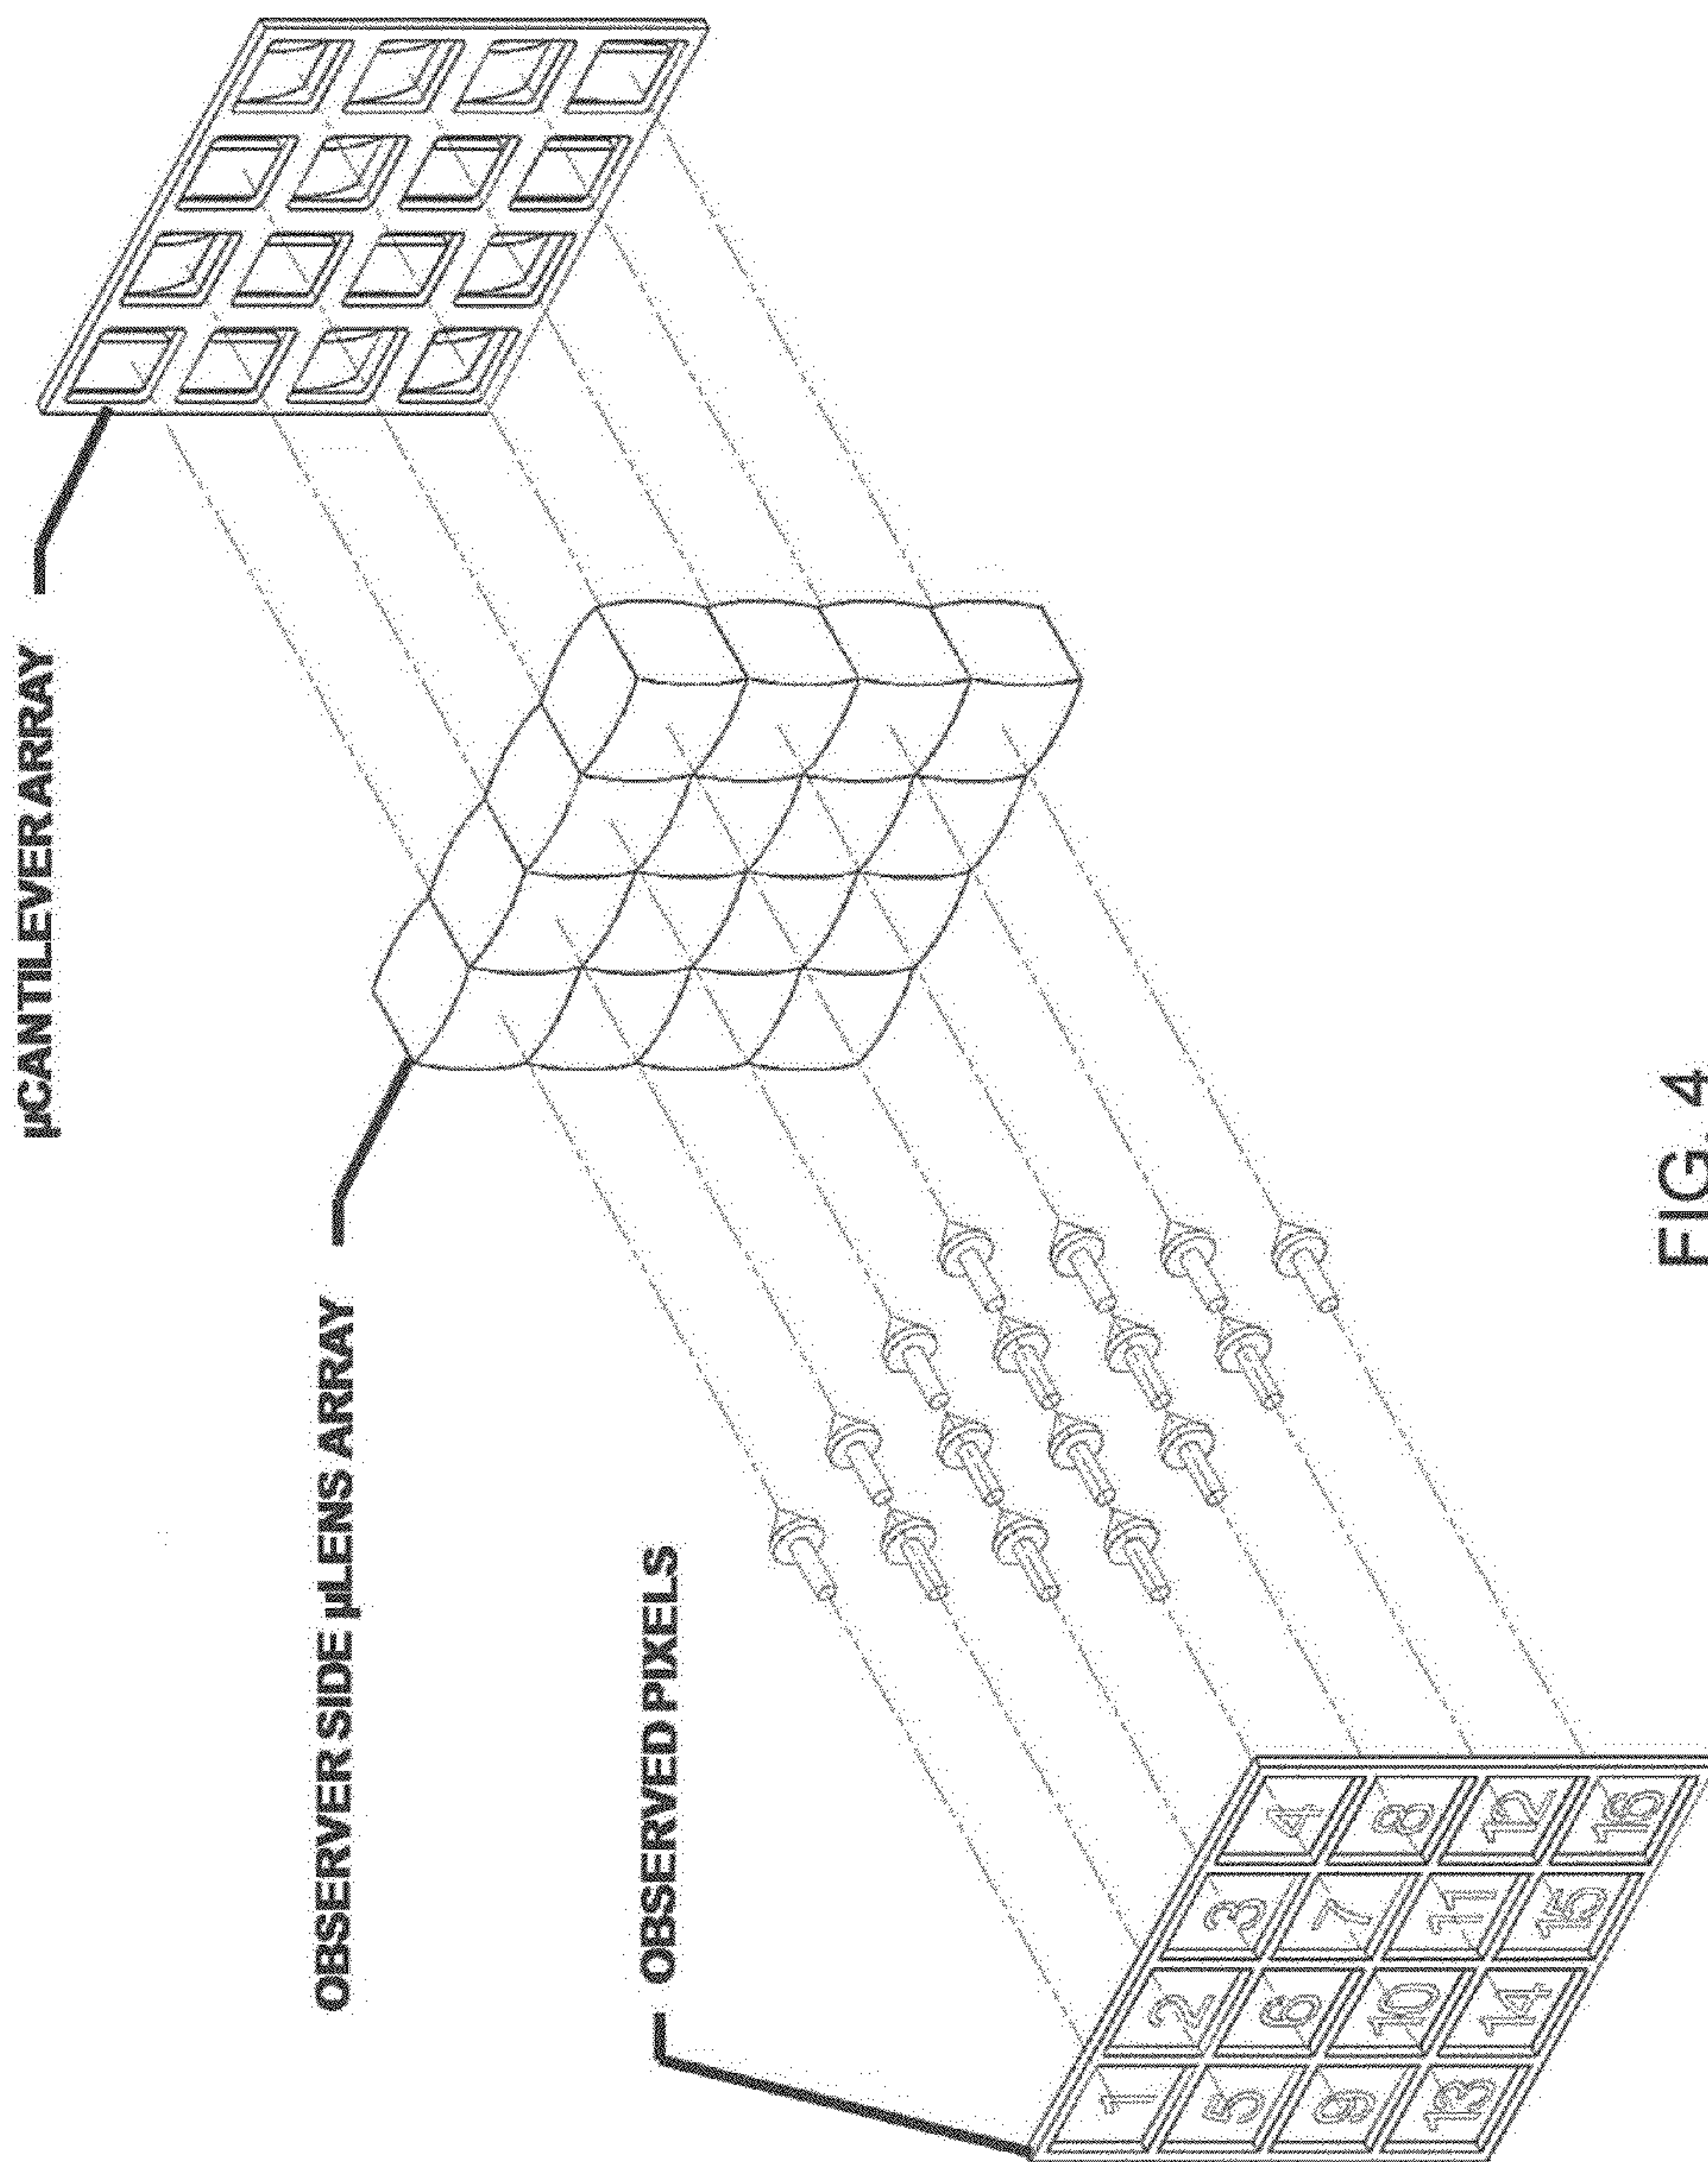 µCANTILEVER ARRAY
OBSERVER SIDE µLENS ARRAY
OBSERVED PIXELS
1 2 3 4
5 6 7 8
9 10 11 12
13 14 15 16
FIG. 4